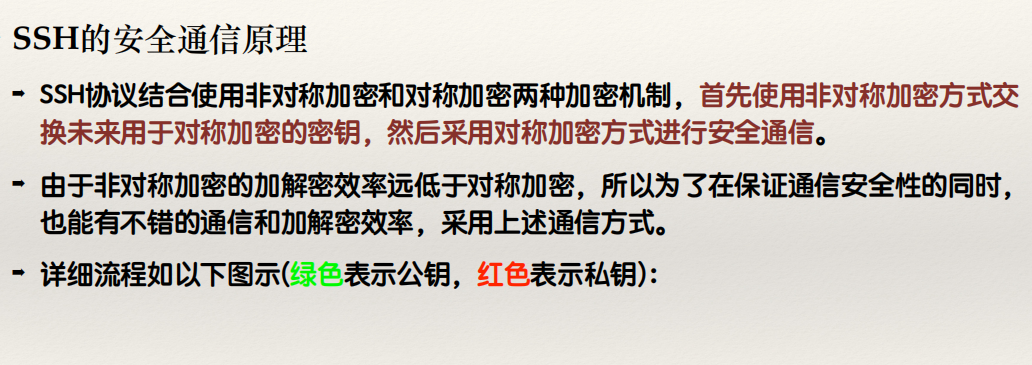 SSH的安全通信原理
➡ SSH协议结合使用非对称加密和对称加密两种加密机制，首先使用非对称加密方式交
换未来用于对称加密的密钥，然后采用对称加密方式进行安全通信。
➡ 由于非对称加密的加解密效率远低于对称加密，所以为了在保证通信安全性的同时，
也能有不错的通信和加解密效率，采用上述通信方式。
➡ 详细流程如以下图示(绿色表示公钥，红色表示私钥)：